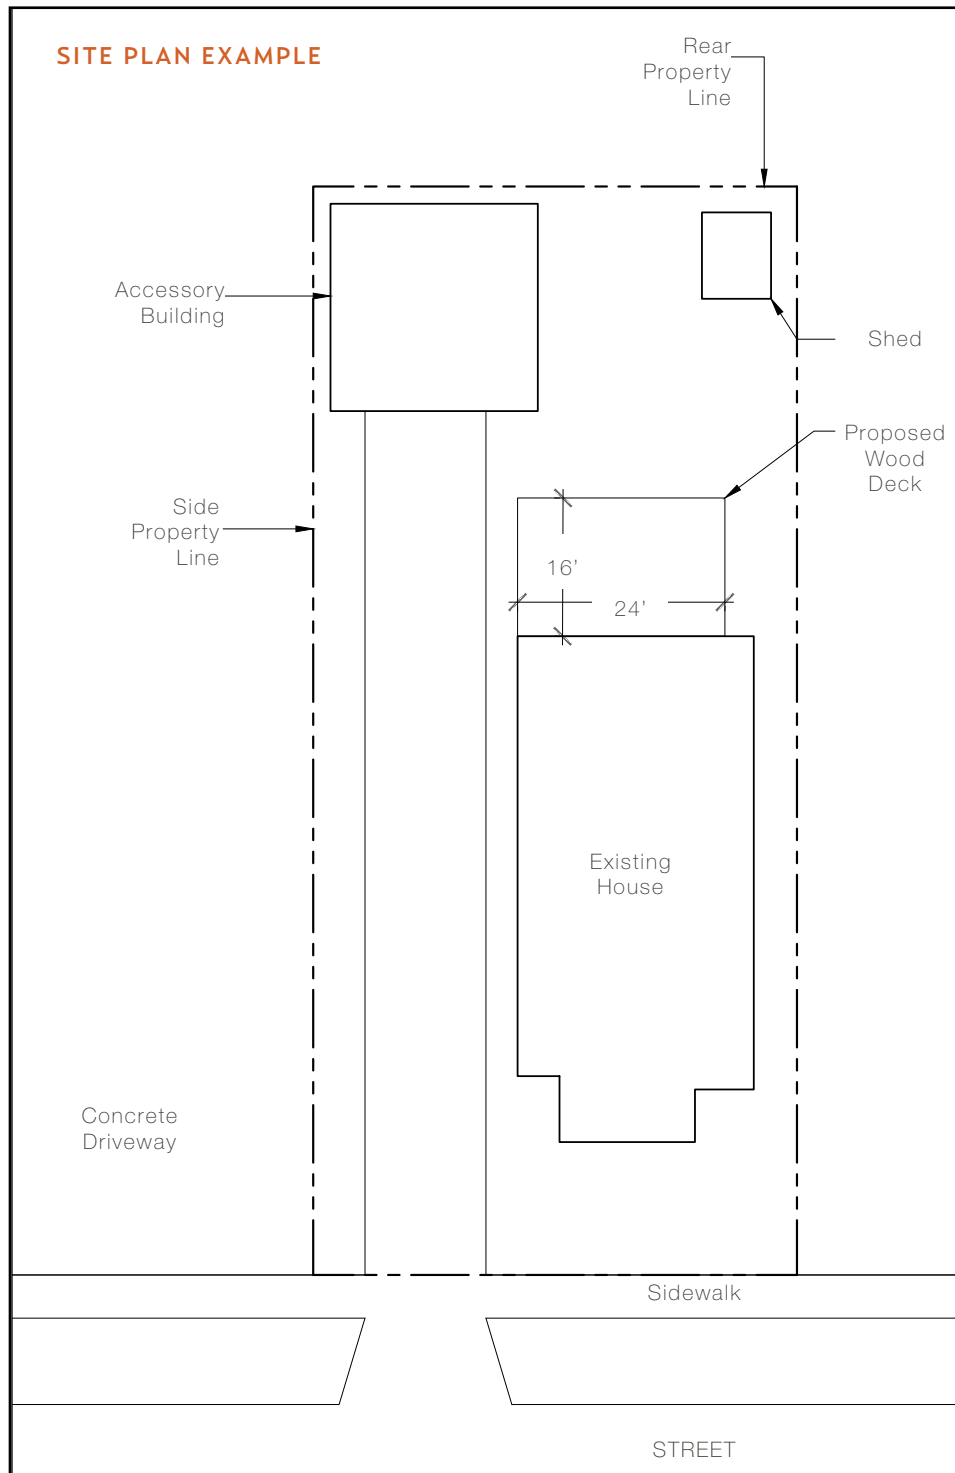 SITE PLAN EXAMPLE
Rear
Property
Line
Accessory
Building
Shed
Proposed
Wood
Deck
Side
Property
Line
16’
24'
Existing
House
Concrete
Driveway
Sidewalk
STREET